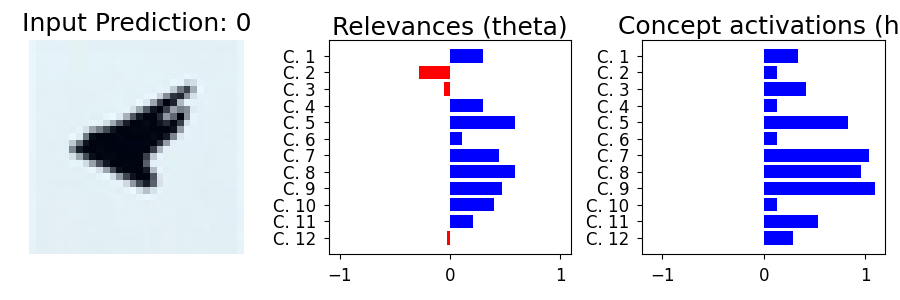 Input Prediction: 0
Relevances (theta)
Concept activations (h
C. 1
C. 2
C. 3
C. 4
C. 5
C. 6
C. 7
C. 8
C. 9
C. 10
C. 11
C. 12
−1 0 1
C. 1
C. 2
C. 3
C. 4
C. 5
C. 6
C. 7
C. 8
C. 9
C. 10
C. 11
C. 12
−1 0 1